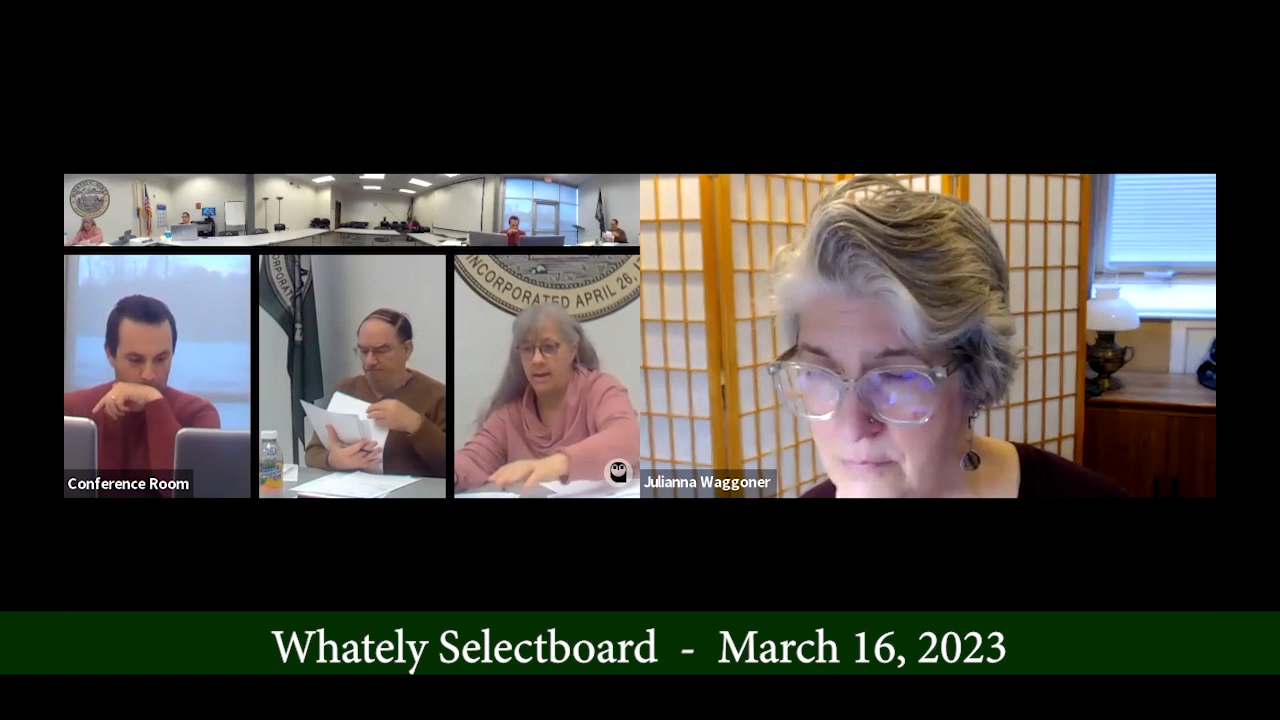 INCORPORATED APRIL 26,
Conference Room
Julianna Waggoner
Whately Selectboard - March 16, 2023